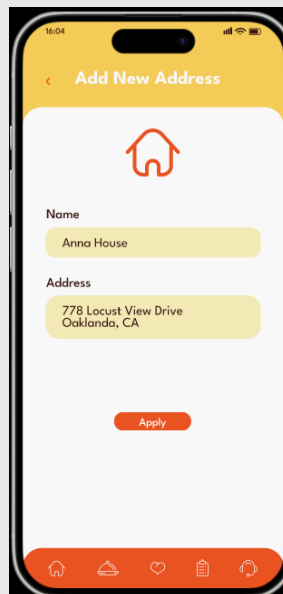 16:04
Add New Address
Name
Anna House
Address
778 Locust View Drive
Oaklanda, CA
Apply